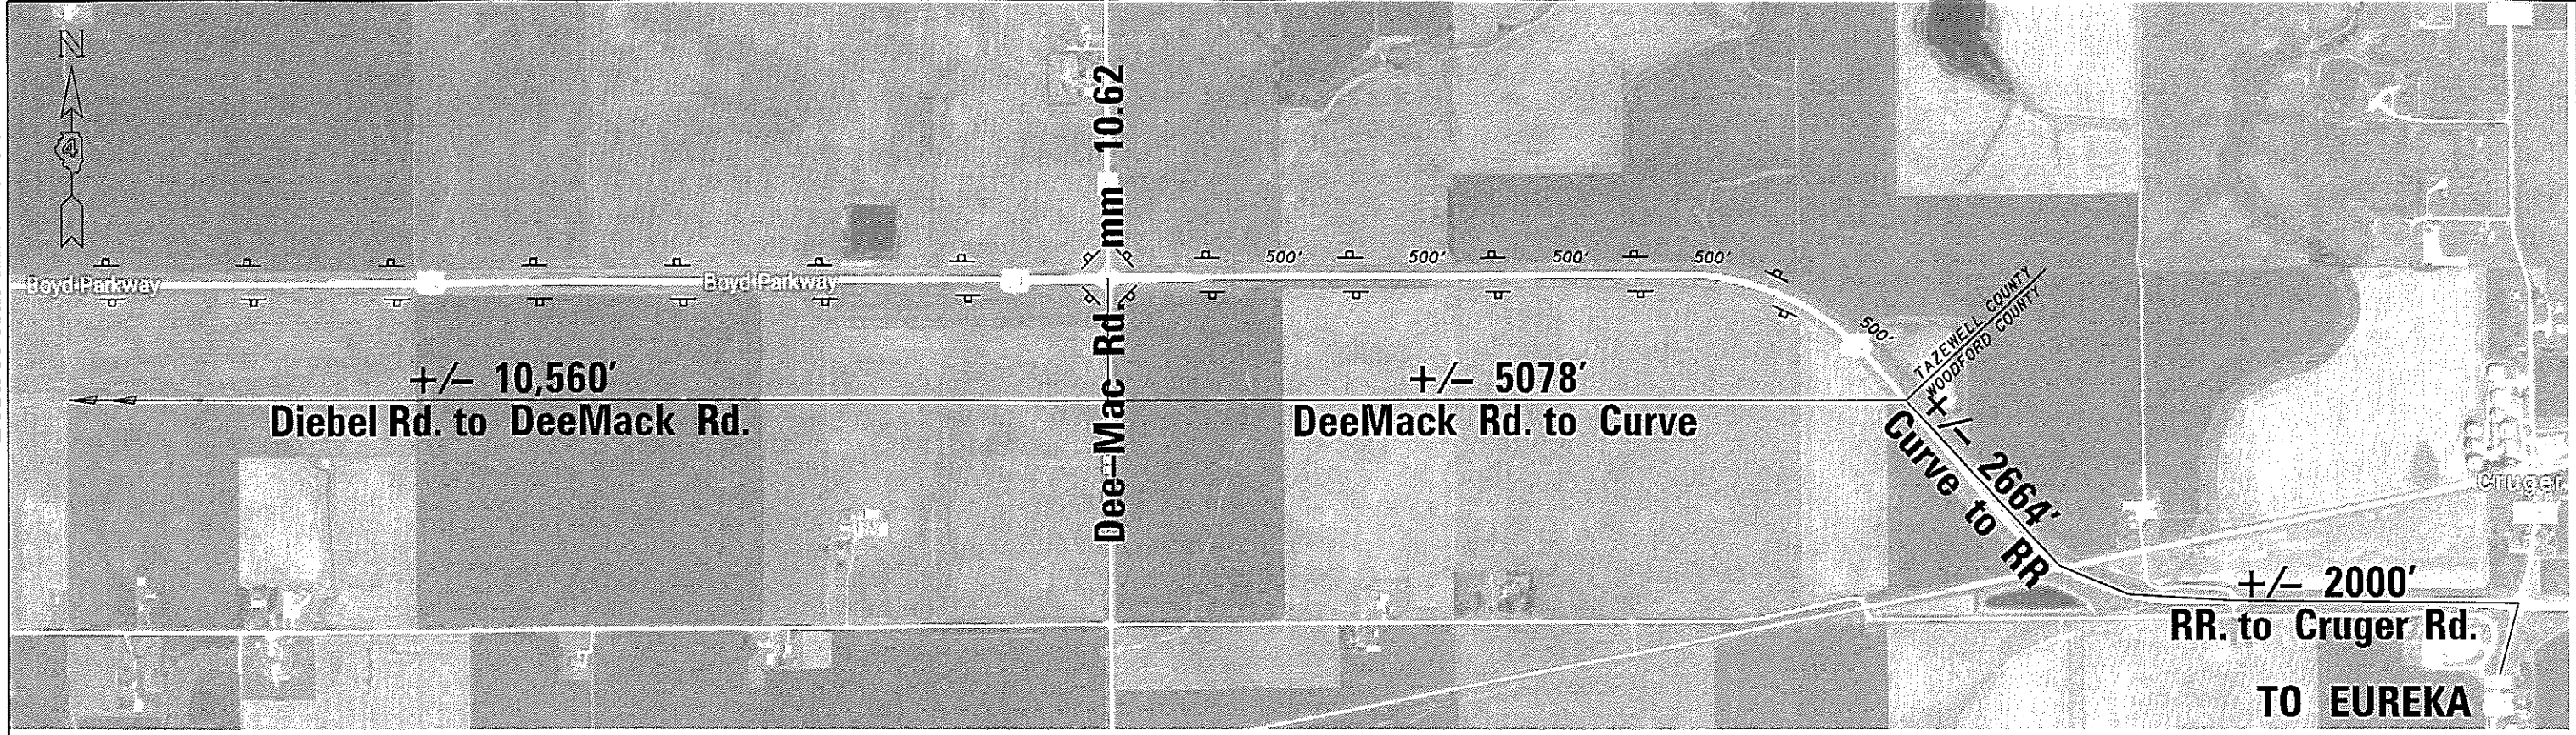 N
4
mm 10.62
Boyd Parkway
Boyd Parkway
500'
500'
500'
500'
500'
TAZEWELL COUNTY
WOODFORD COUNTY
Dee-Mac Rd.
+/- 10,560'
Diebel Rd. to DeeMack Rd.
+/- 5078'
DeeMack Rd. to Curve
+/- 2664'
Curve to RR
Cruger
+/- 2000'
RR. to Cruger Rd.
TO EUREKA